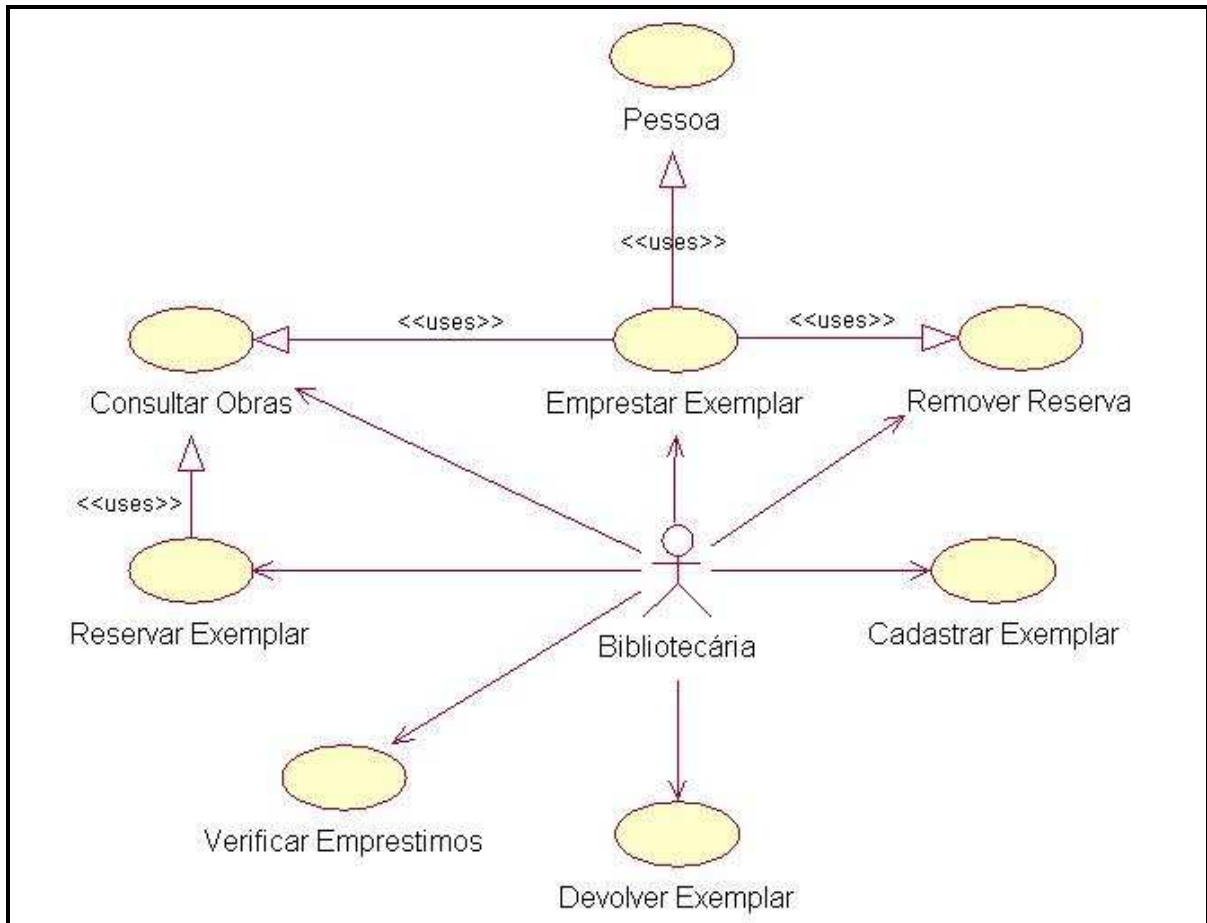 Pessoa
<<uses>>
<<uses>>
<<uses>>
Consultar Obras
Emprestar Exemplar
Remover Reserva
<<uses>>
Reservar Exemplar
Bibliotecária
Cadastrar Exemplar
Verificar Emprestimos
Devolver Exemplar